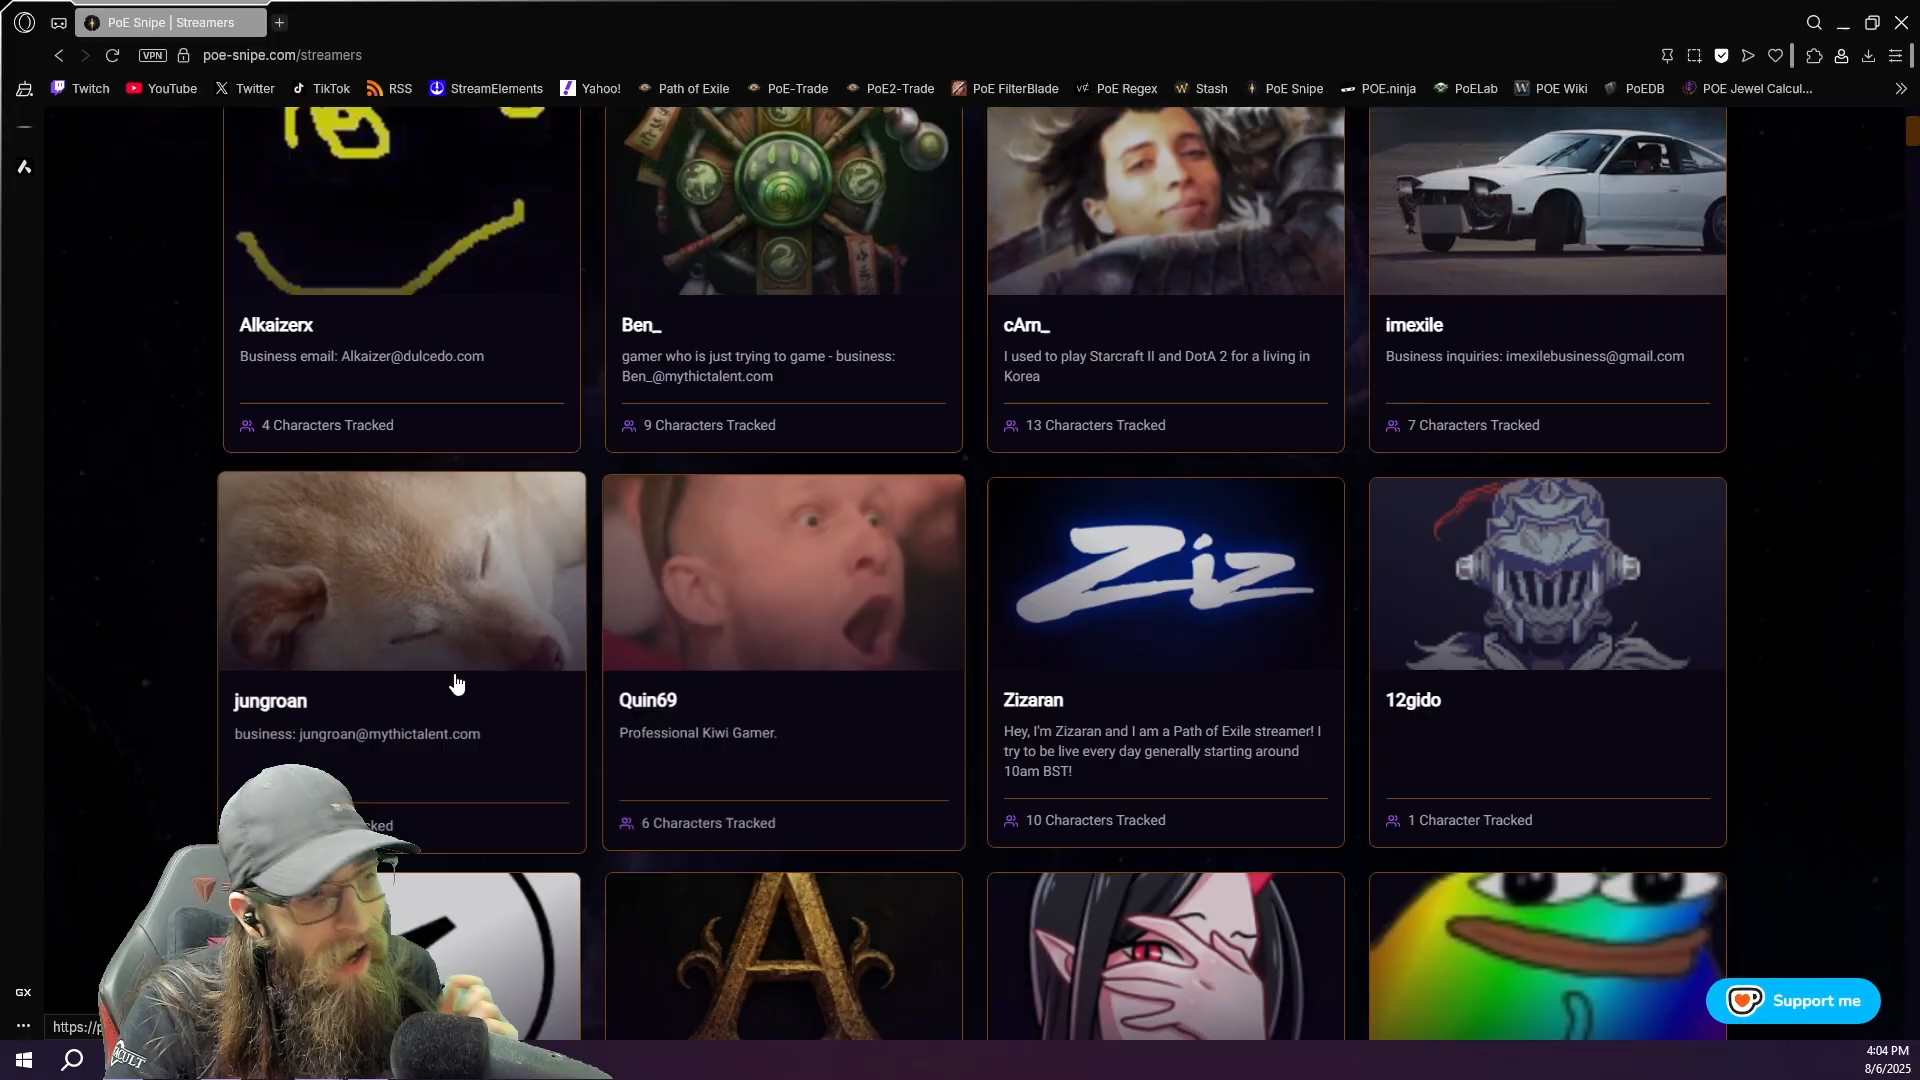 PoE Snipe | Streamers
VPN
poe-snipe.com/streamers
Twitch
YouTube
Twitter
TikTok
RSS
StreamElements
Yahoo!
Path of Exile
PoE-Trade
PoE2-Trade
PoE FilterBlade
PoE Regex
Stash
PoE Snipe
POE.ninja
PoELab
POE Wiki
PoEDB
POE Jewel Calcul...
Alkaizerx
Business email: Alkaizer@dulcedo.com
4 Characters Tracked
Ben_
gamer who is just trying to game - business:
Ben_@mythictalent.com
9 Characters Tracked
cArn_
I used to play Starcraft II and DotA 2 for a living in
Korea
13 Characters Tracked
imexile
Business inquiries: imexilebusiness@gmail.com
7 Characters Tracked
jungroan
business: jungroan@mythictalent.com
cked
Quin69
Professional Kiwi Gamer.
6 Characters Tracked
Ziz
Zizaran
Hey, I'm Zizaran and I am a Path of Exile streamer! I
try to be live every day generally starting around
10am BST!
10 Characters Tracked
12gido
1 Character Tracked
A
Support me
GX
https://p
4:04 PM
8/6/2025